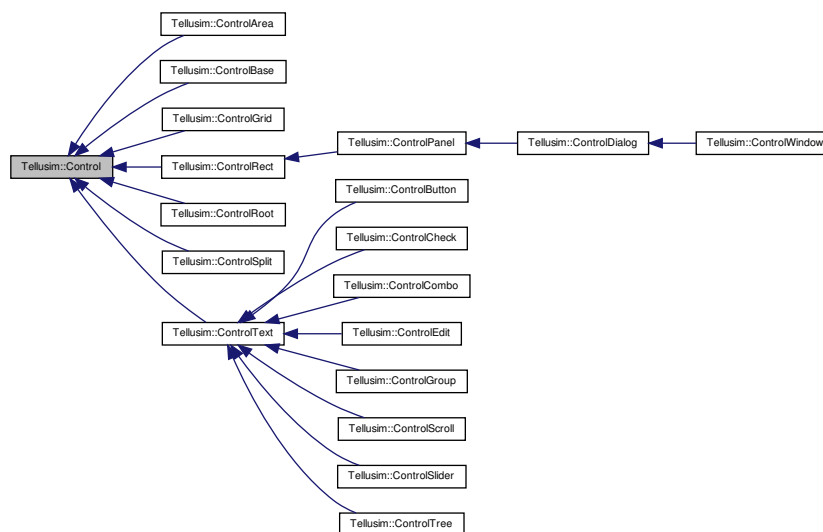 Tellusim::ControlArea
Tellusim::ControlBase
Tellusim::ControlGrid
Tellusim::Control
Tellusim::ControlRect
Tellusim::ControlPanel
Tellusim::ControlDialog
Tellusim::ControlWindow
Tellusim::ControlRoot
Tellusim::ControlSplit
Tellusim::ControlText
Tellusim::ControlButton
Tellusim::ControlCheck
Tellusim::ControlCombo
Tellusim::ControlEdit
Tellusim::ControlGroup
Tellusim::ControlScroll
Tellusim::ControlSlider
Tellusim::ControlTree